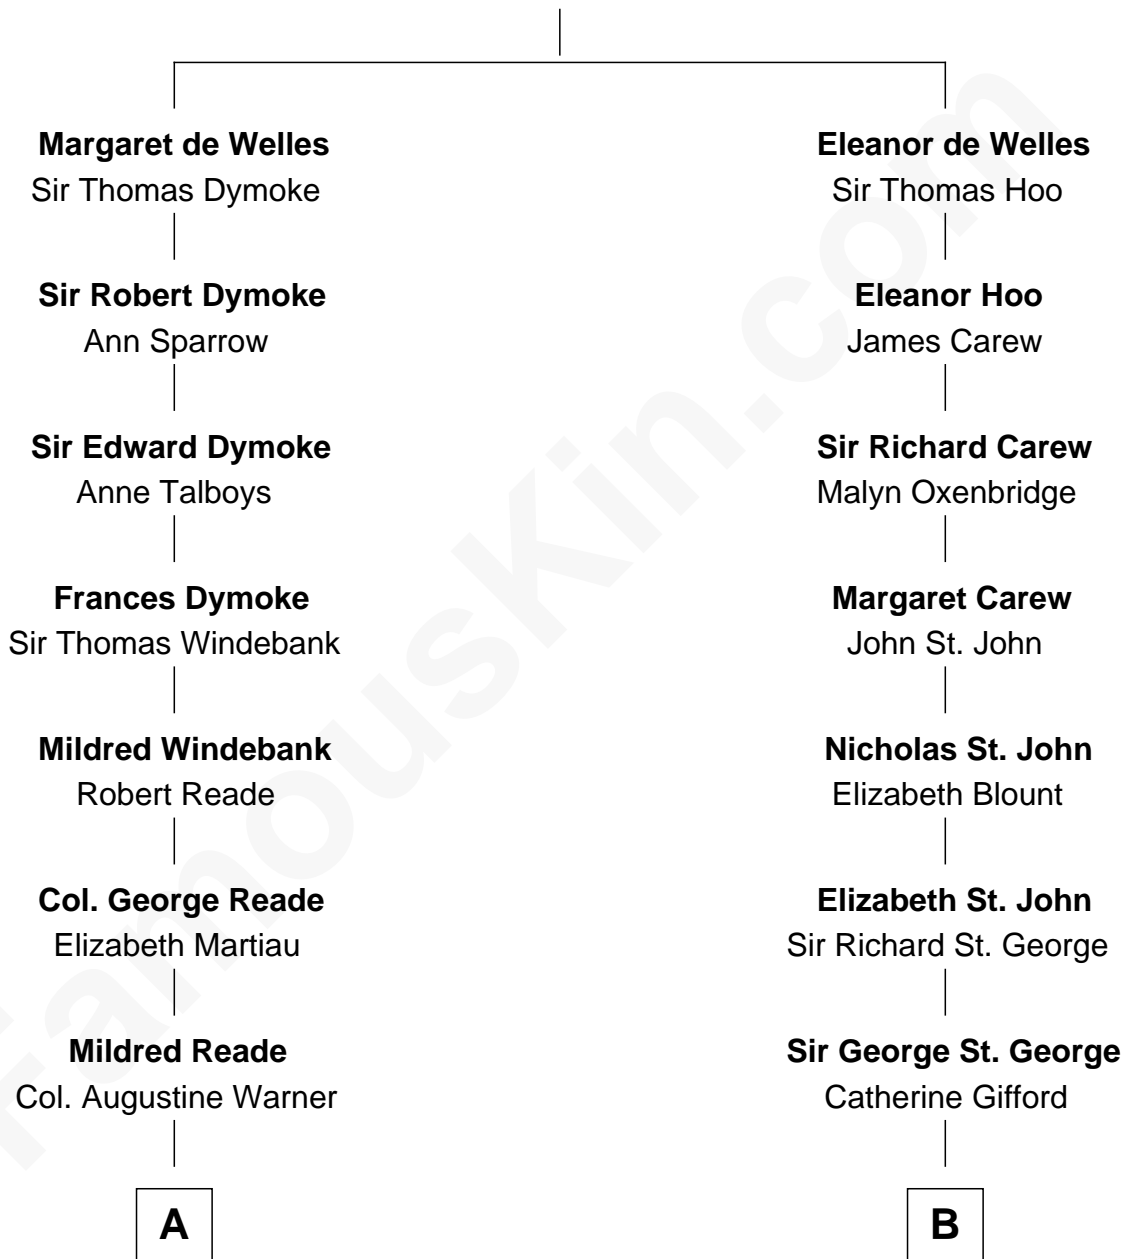 Margaret de Welles
Sir Thomas Dymoke
Sir Robert Dymoke
Ann Sparrow
Sir Edward Dymoke
Anne Talboys
Frances Dymoke
Sir Thomas Windebank
Mildred Windebank
Robert Reade
Col. George Reade
Elizabeth Martiau
Mildred Reade
Col. Augustine Warner
A
Eleanor de Welles
Sir Thomas Hoo
Eleanor Hoo
James Carew
Sir Richard Carew
Malyn Oxenbridge
Margaret Carew
John St. John
Nicholas St. John
Elizabeth Blount
Elizabeth St. John
Sir Richard St. George
Sir George St. George
Catherine Gifford
B
FamousKin.com